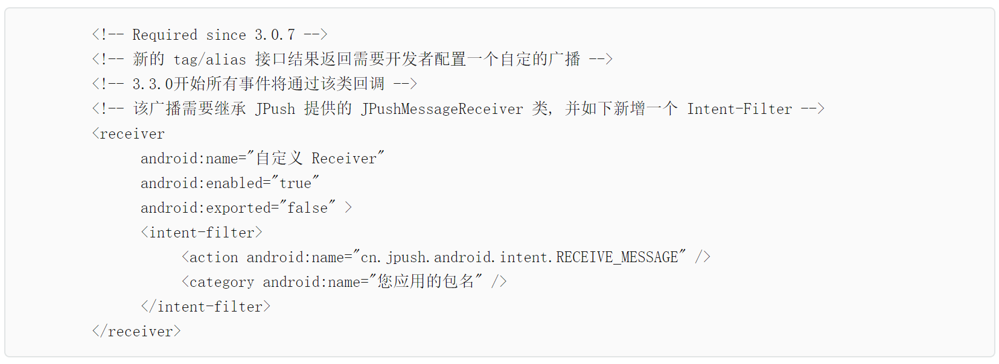 <!-- Required since 3.0.7 -->
<!-- 新的 tag/alias 接口结果返回需要开发者配置一个自定的广播 -->
<!-- 3.3.0开始所有事件将通过该类回调 -->
<!-- 该广播需要继承 JPush 提供的 JPushMessageReceiver 类, 并如下新增一个 Intent-Filter -->
<receiver
android:name="自定义 Receiver"
android:enabled="true"
android:exported="false" >
<intent-filter>
<action android:name="cn.jpush.android.intent.RECEIVE_MESSAGE" />
<category android:name="您应用的包名" />
</intent-filter>
</receiver>